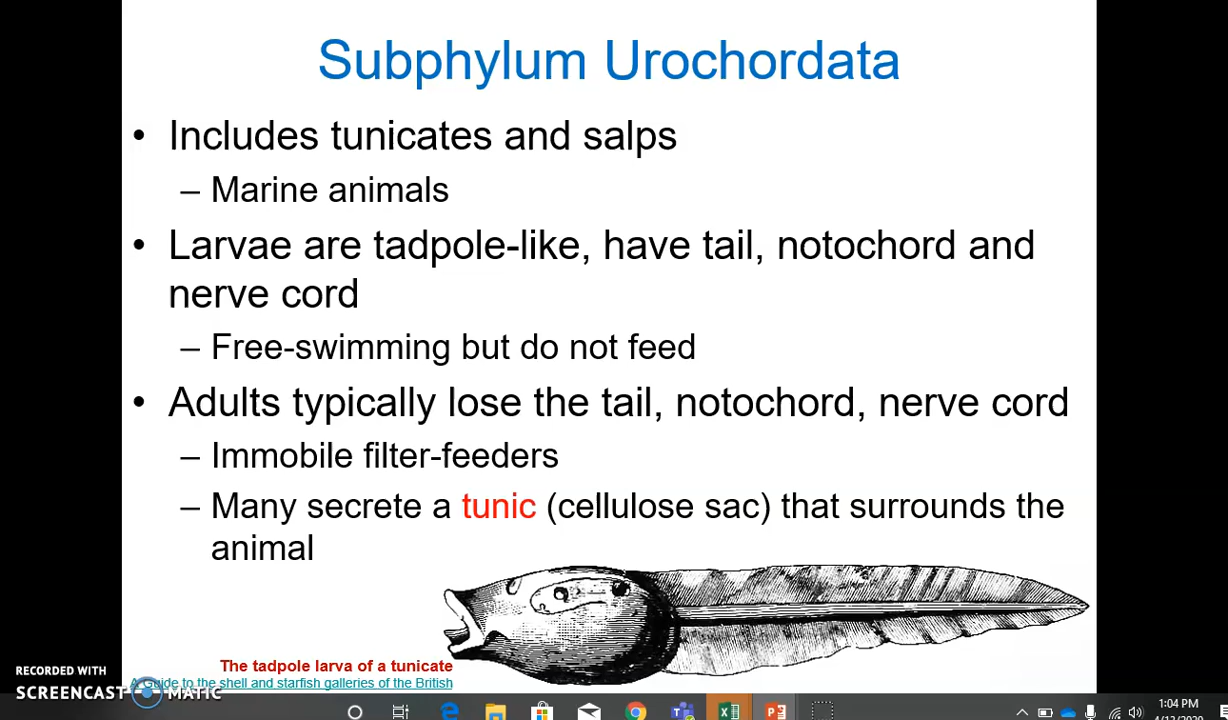 Subphylum Urochordata
• Includes tunicates and salps
– Marine animals
• Larvae are tadpole-like, have tail, notochord and
nerve cord
– Free-swimming but do not feed
• Adults typically lose the tail, notochord, nerve cord
– Immobile filter-feeders
– Many secrete a tunic (cellulose sac) that surrounds the
animal
The tadpole larva of a tunicate
A Guide to the shell and starfish galleries of the British
RECORDED WITH
SCREENCAST MATIC
1:04 PM